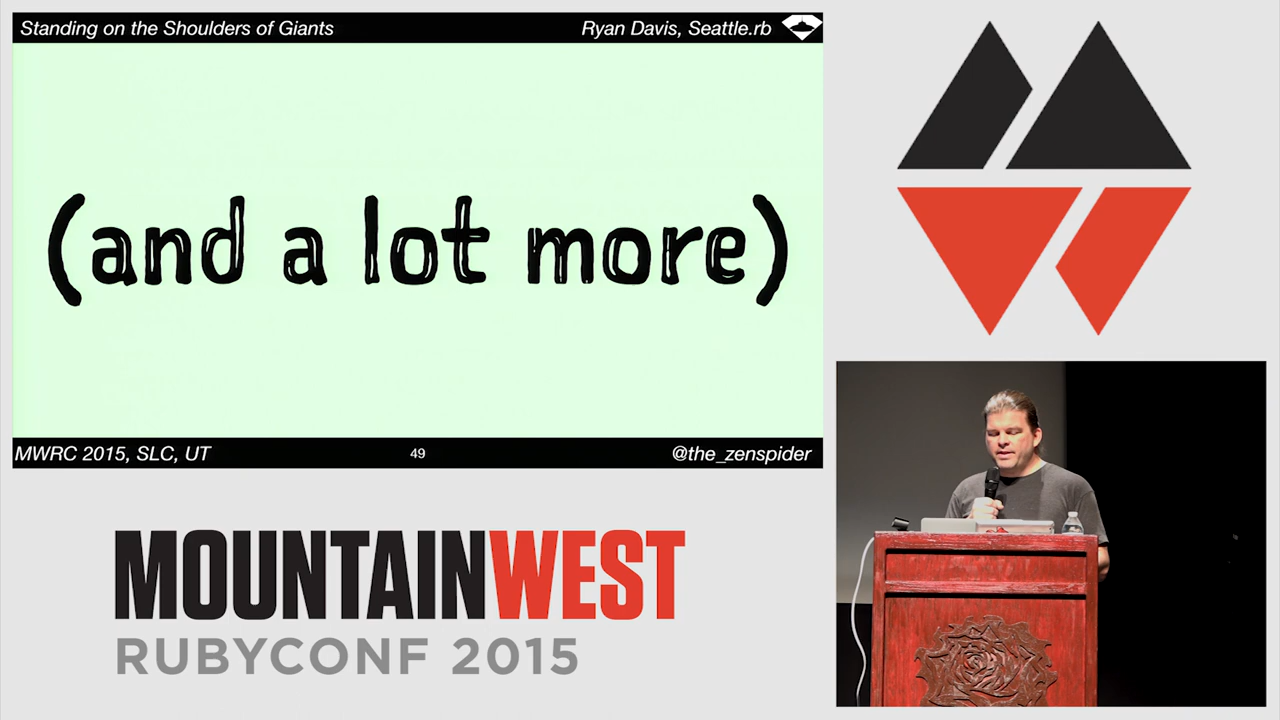 Standing on the Shoulders of Giants
Ryan Davis, Seattle.rb
(and a lot more)
MWRC 2015, SLC, UT
49
@the_zenspider
MOUNTAINWEST
RUBYCONF 2015